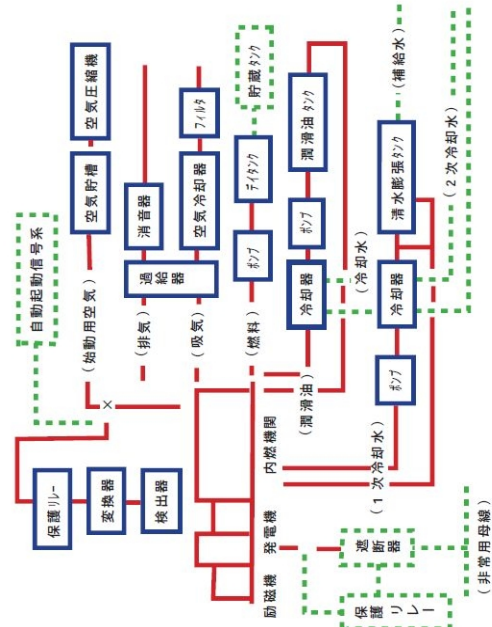 自動起動信号系
空気圧縮機
空気貯槽
(始動用空気)
×
保護リレー
変換器
検出器
消音器
(排気)
過給器
フィルタ
空気冷却器
(吸気)
貯蔵タンク
デイタンク
ポンプ
(燃料)
潤滑油タンク
ポンプ
冷却器
(冷却水)
(潤滑油)
(補給水)
清水膨張タンク
(2次冷却水)
冷却器
ポンプ
(1次冷却水)
内燃機関
発電機
励磁機
遮断器
保護
リレー
(非常用母線)